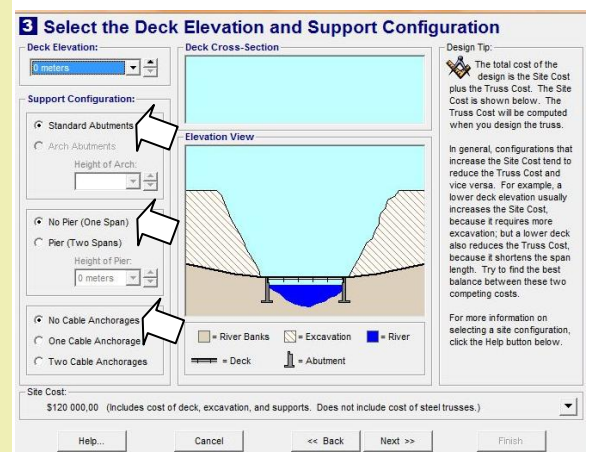 3 Select the Deck Elevation and Support Configuration
Deck Elevation:
0 meters
Support Configuration:
Standard Abutments
Arch Abutments
Height of Arch:
No Pier (One Span)
Pier (Two Spans)
Height of Pier:
0 meters
No Cable Anchorages
One Cable Anchorage
Two Cable Anchorages
Deck Cross-Section
Elevation View
= River Banks
= Excavation
= River
= Deck
= Abutment
Design Tip:
The total cost of the
design is the Site Cost
plus the Truss Cost. The Site
Cost is shown below. The
Truss Cost will be computed
when you design the truss.
In general, configurations that
increase the Site Cost tend to
reduce the Truss Cost and
vice versa. For example, a
lower deck elevation usually
increases the Site Cost,
because it requires more
excavation; but a lower deck
also reduces the Truss Cost,
because it shortens the span
length. Try to find the best
balance between these two
competing costs.
For more information on
selecting a site configuration,
click the Help button below.
Site Cost:
$120 000,00 (Includes cost of deck, excavation, and supports. Does not include cost of steel trusses.)
Help...
Cancel
<< Back
Next >>
Finish